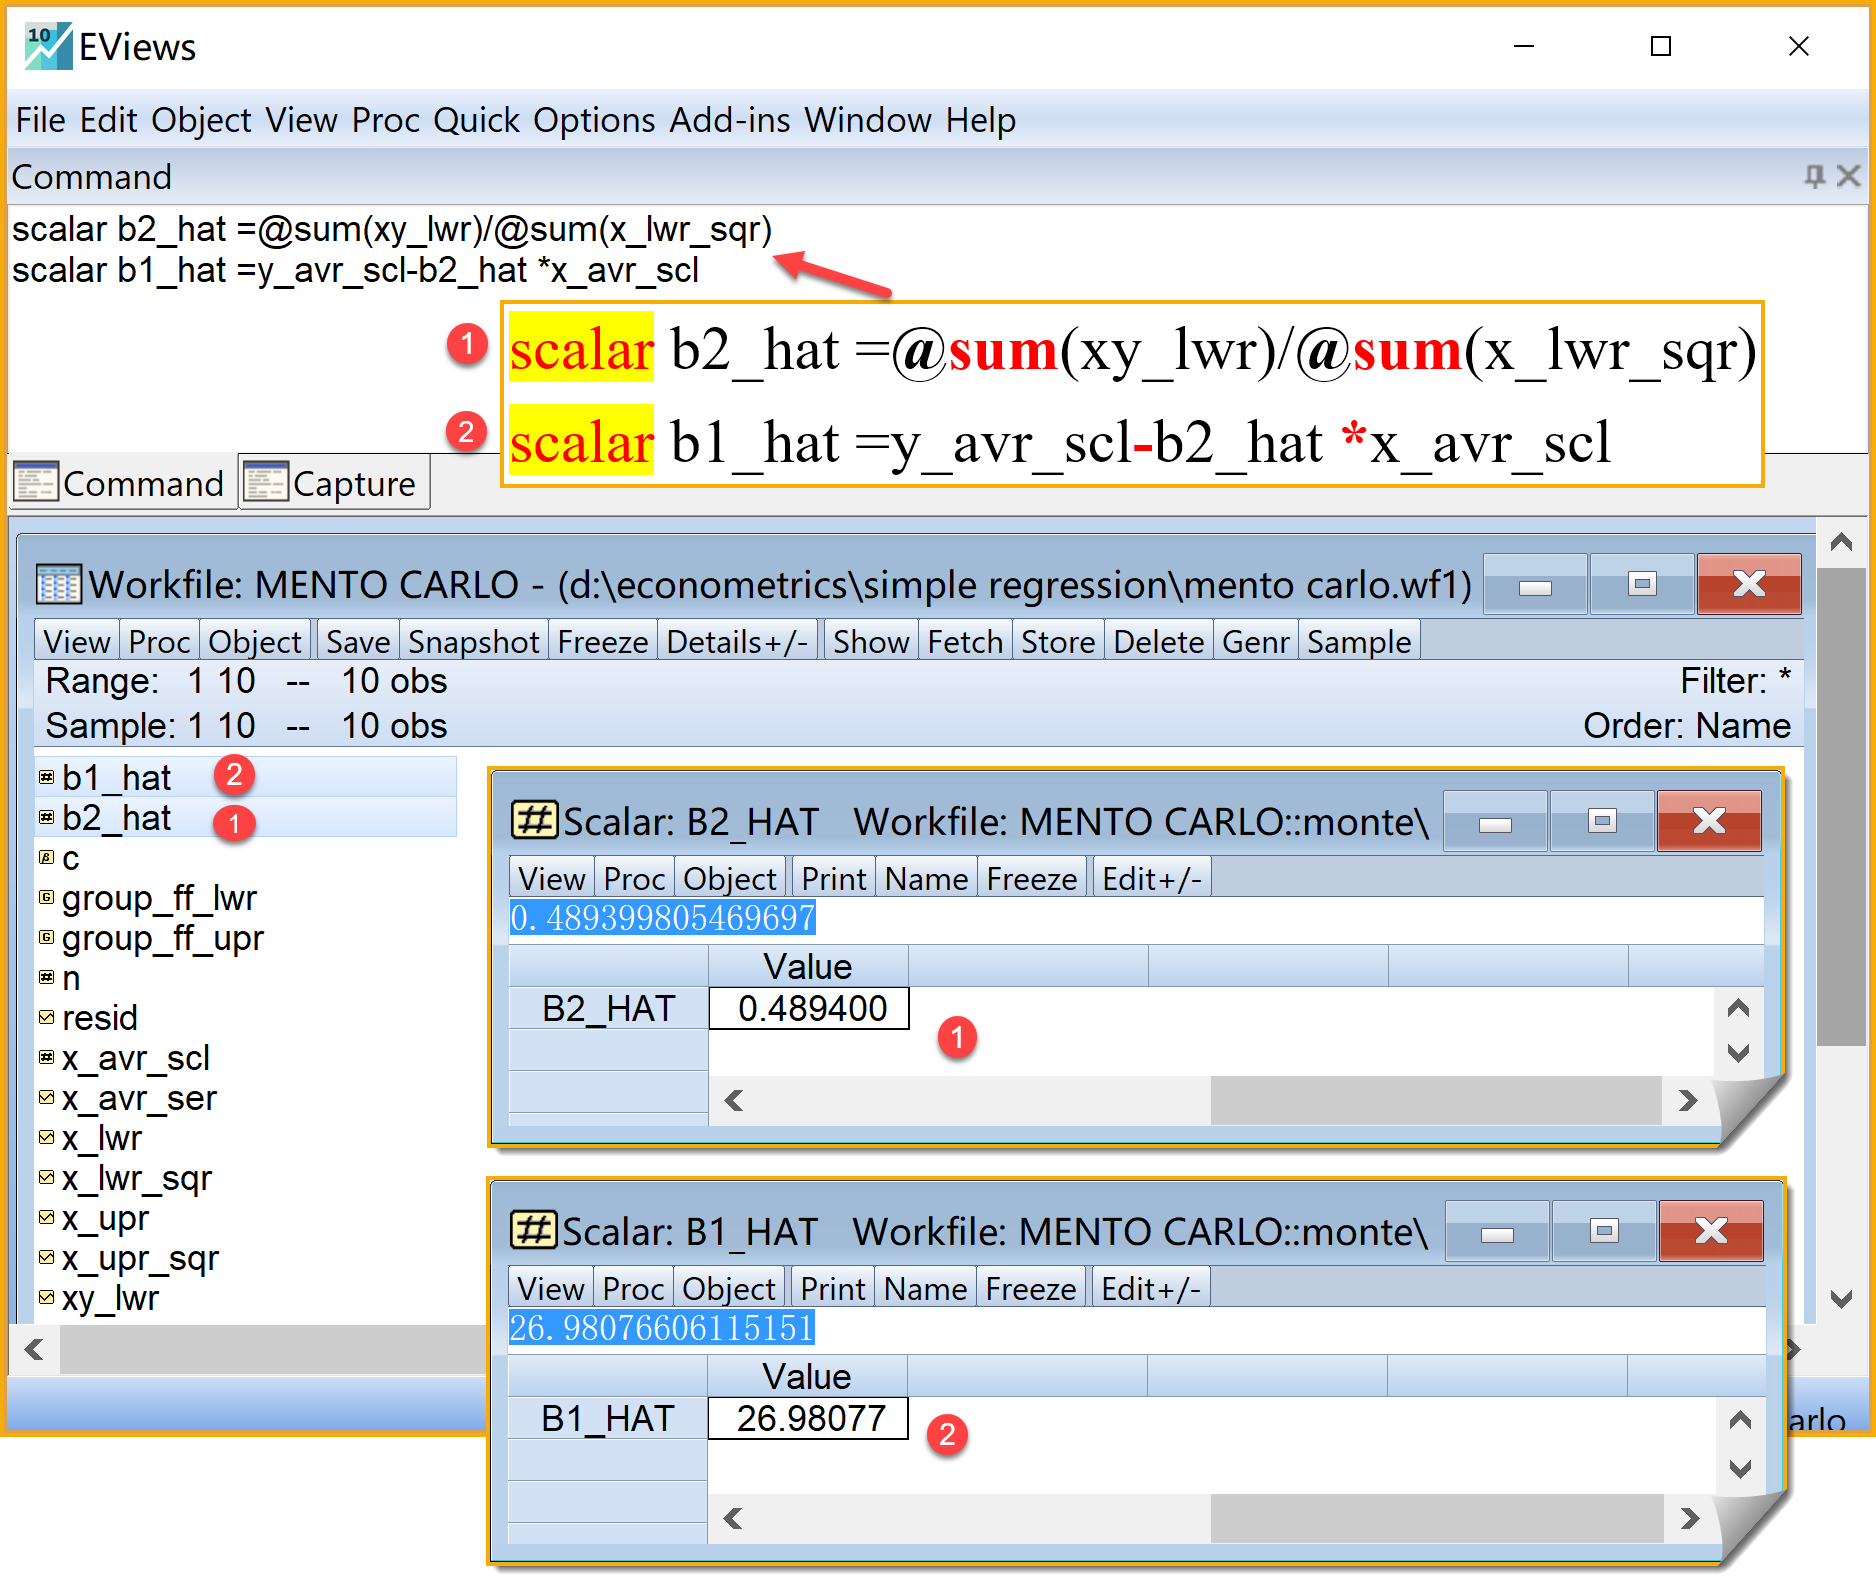 10 EViews
File Edit Object View Proc Quick Options Add-ins Window Help
Command
scalar b2_hat =@sum(xy_lwr)/@sum(x_lwr_sqr)
scalar b1_hat =y_avr_scl-b2_hat *x_avr_scl
1 scalar b2_hat =@sum(xy_lwr)/@sum(x_lwr_sqr)
2 scalar b1_hat =y_avr_scl-b2_hat *x_avr_scl
Command Capture
Workfile: MENTO CARLO - (d:\econometrics\simple regression\mento carlo.wf1)
View Proc Object Save Snapshot Freeze Details+/- Show Fetch Store Delete Genr Sample
Range: 1 10 -- 10 obs Filter: *
Sample: 1 10 -- 10 obs Order: Name
b1_hat 2
b2_hat 1
c
group_ff_lwr
group_ff_upr
n
resid
x_avr_scl
x_avr_ser
x_lwr
x_lwr_sqr
x_upr
x_upr_sqr
xy_lwr
Scalar: B2_HAT Workfile: MENTO CARLO::monte\
View Proc Object Print Name Freeze Edit+/-
0.489399805469697
Value
B2_HAT 0.489400
1
Scalar: B1_HAT Workfile: MENTO CARLO::monte\
View Proc Object Print Name Freeze Edit+/-
26.98076606115151
Value
B1_HAT 26.98077
2
arlo